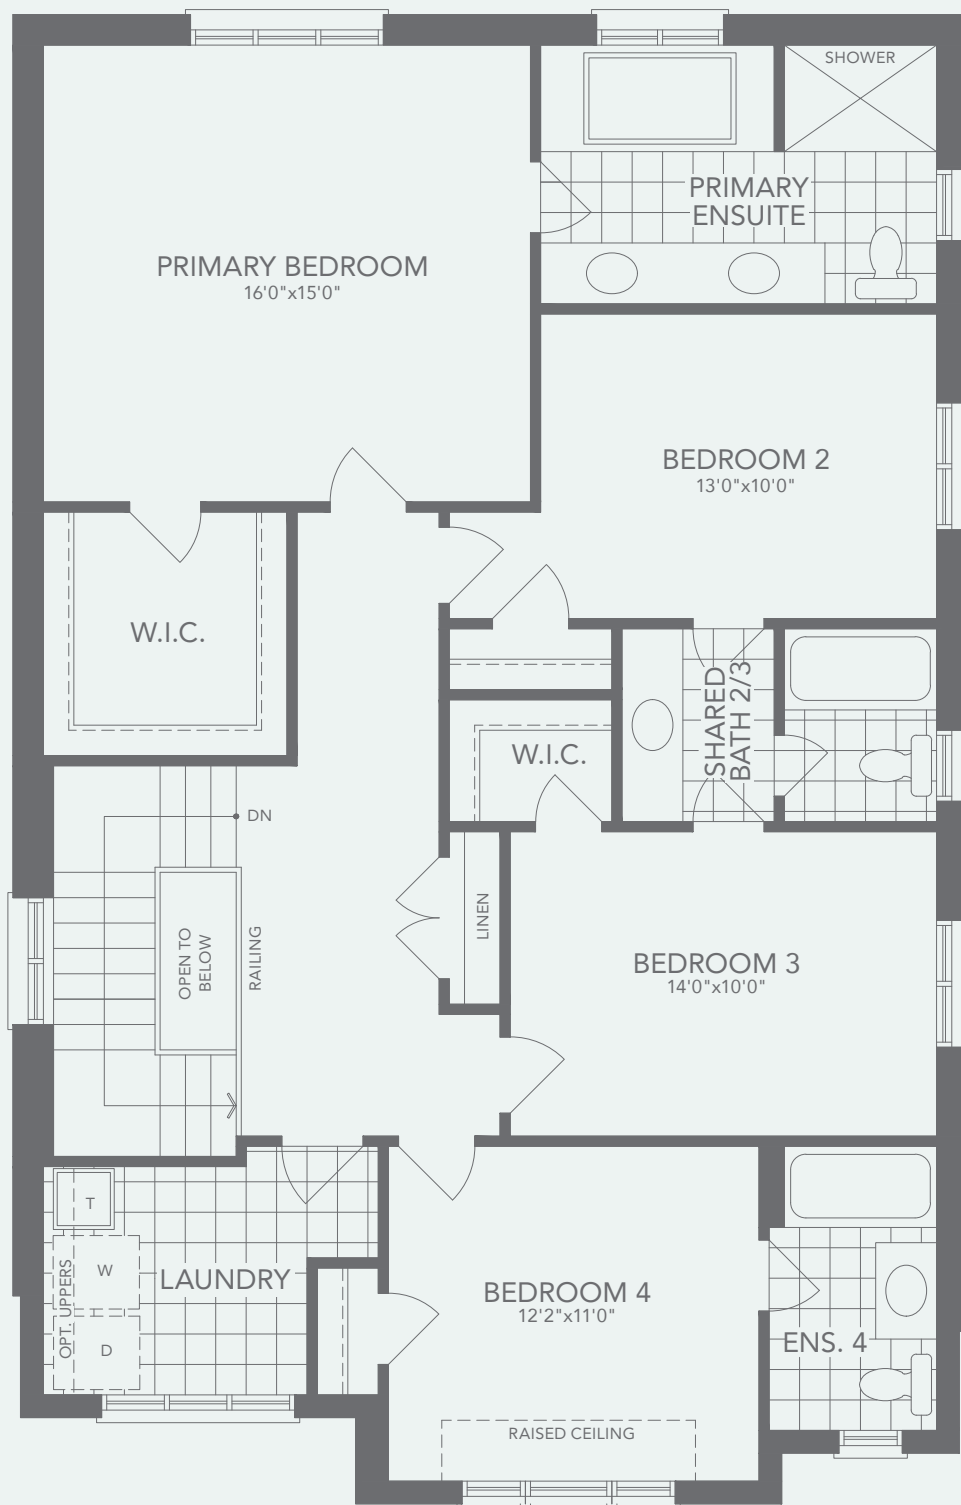 SHOWER
PRIMARY
ENSUITE
PRIMARY BEDROOM
16'0"x15'0"
BEDROOM 2
13'0"x10'0"
W.I.C.
SHARED
BATH 2/3
W.I.C.
DN
LINEN
OPEN TO
BELOW
RAILING
BEDROOM 3
14'0"x10'0"
T
W
OPT. UPPERS
LAUNDRY
D
BEDROOM 4
12'2"x11'0"
ENS. 4
RAISED CEILING